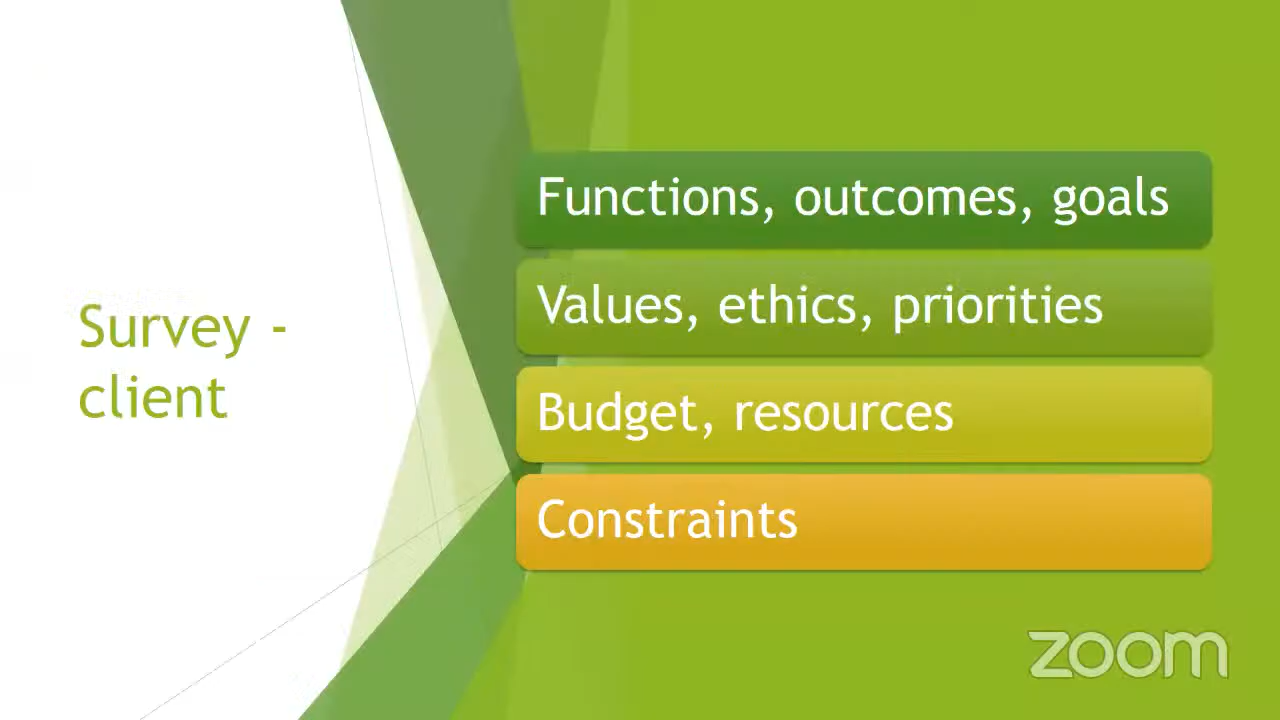 Survey -
client
Functions, outcomes, goals
Values, ethics, priorities
Budget, resources
Constraints
zoom